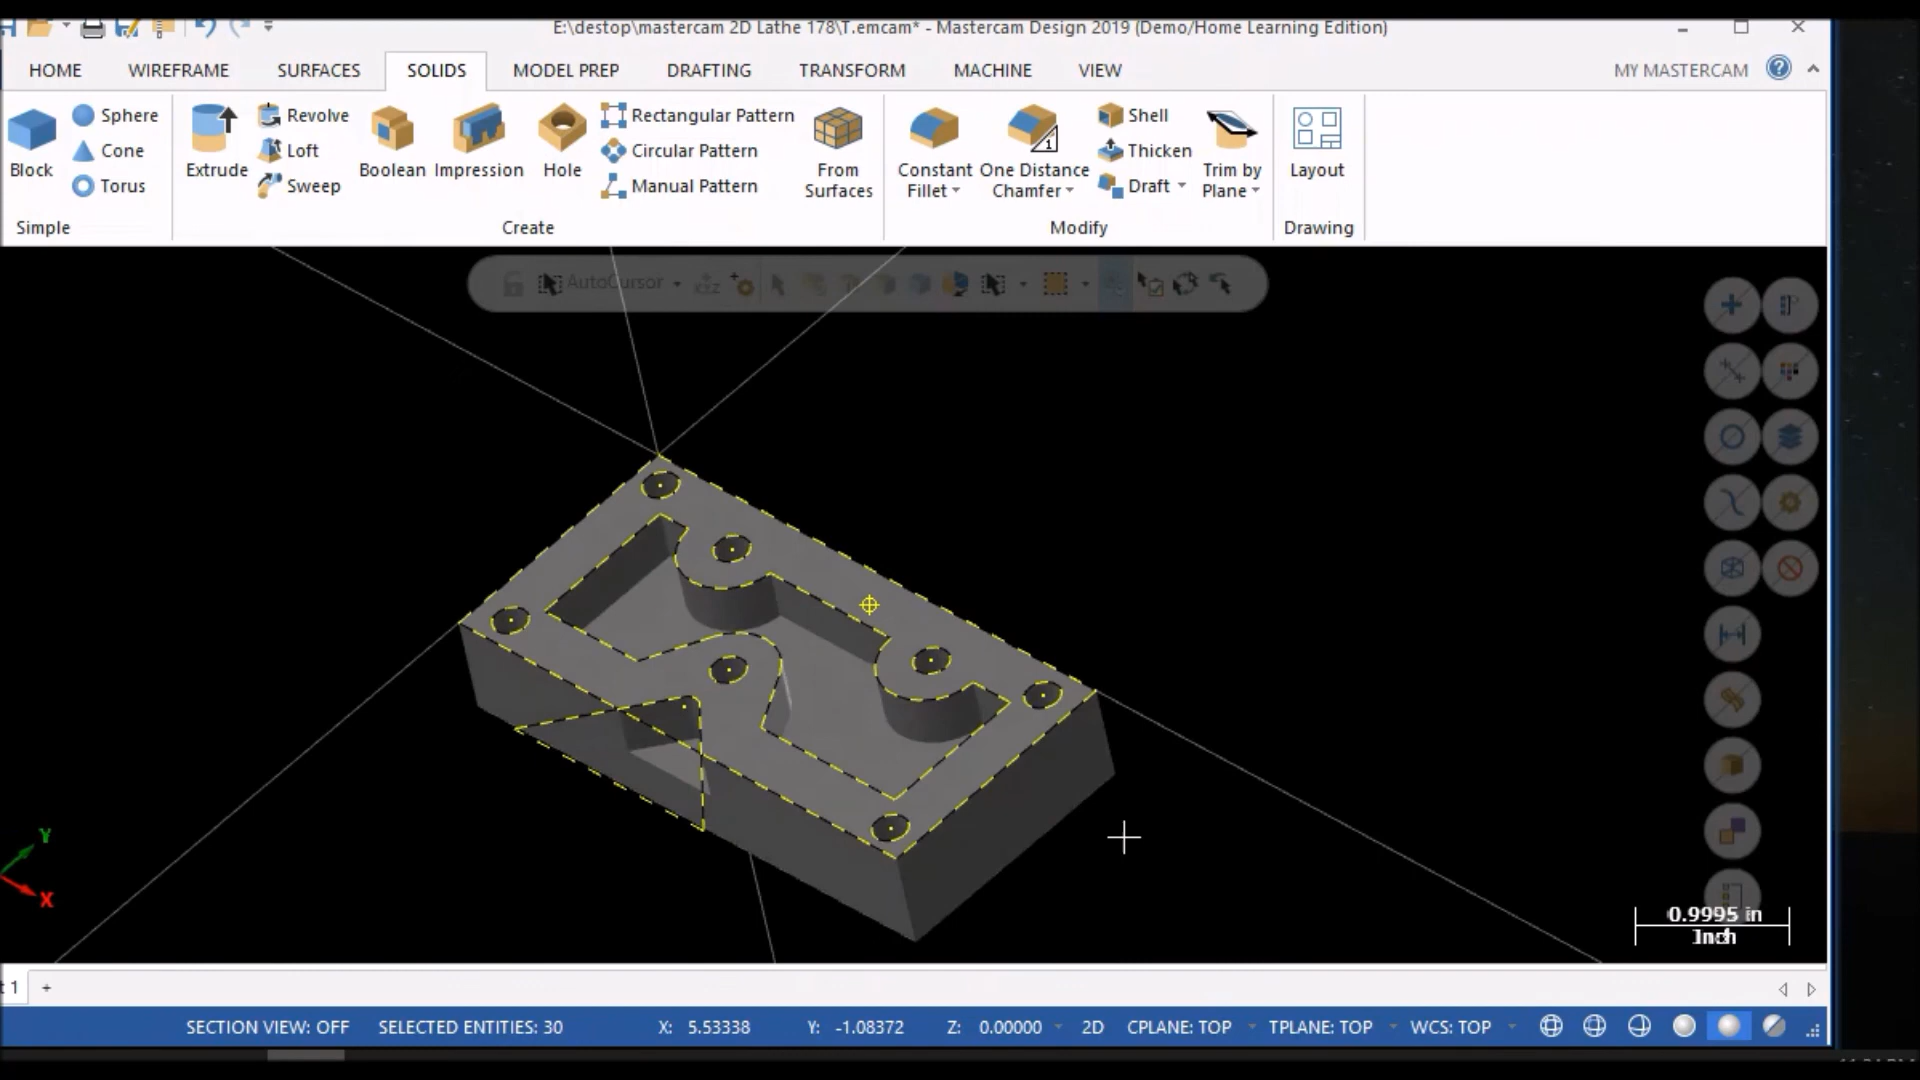 E:\destop\mastercam 2D Lathe 178\T.emcam* - Mastercam Design 2019 (Demo/Home Learning Edition)
HOME WIREFRAME SURFACES SOLIDS MODEL PREP DRAFTING TRANSFORM MACHINE VIEW MY MASTERCAM
Block
Sphere
Cone
Torus
Simple
Extrude
Revolve
Loft
Sweep
Boolean
Impression
Hole
Rectangular Pattern
Circular Pattern
Manual Pattern
From
Surfaces
Create
Constant
Fillet
One Distance
Chamfer
1
Shell
Thicken
Draft
Trim by
Plane
Modify
Layout
Drawing
AutoCursor
Y
X
0.9995 in
Inch
t 1 +
SECTION VIEW: OFF SELECTED ENTITIES: 30 X: 5.53338 Y: -1.08372 Z: 0.00000 2D CPLANE: TOP TPLANE: TOP WCS: TOP